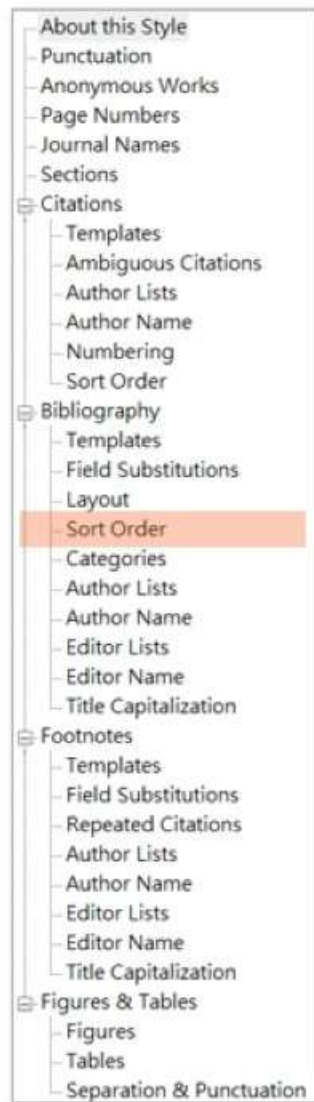 About this Style
Punctuation
Anonymous Works
Page Numbers
Journal Names
Sections
Citations
Templates
Ambiguous Citations
Author Lists
Author Name
Numbering
Sort Order
Bibliography
Templates
Field Substitutions
Layout
Sort Order
Categories
Author Lists
Author Name
Editor Lists
Editor Name
Title Capitalization
Footnotes
Templates
Field Substitutions
Repeated Citations
Author Lists
Author Name
Editor Lists
Editor Name
Title Capitalization
Figures & Tables
Figures
Tables
Separation & Punctuation